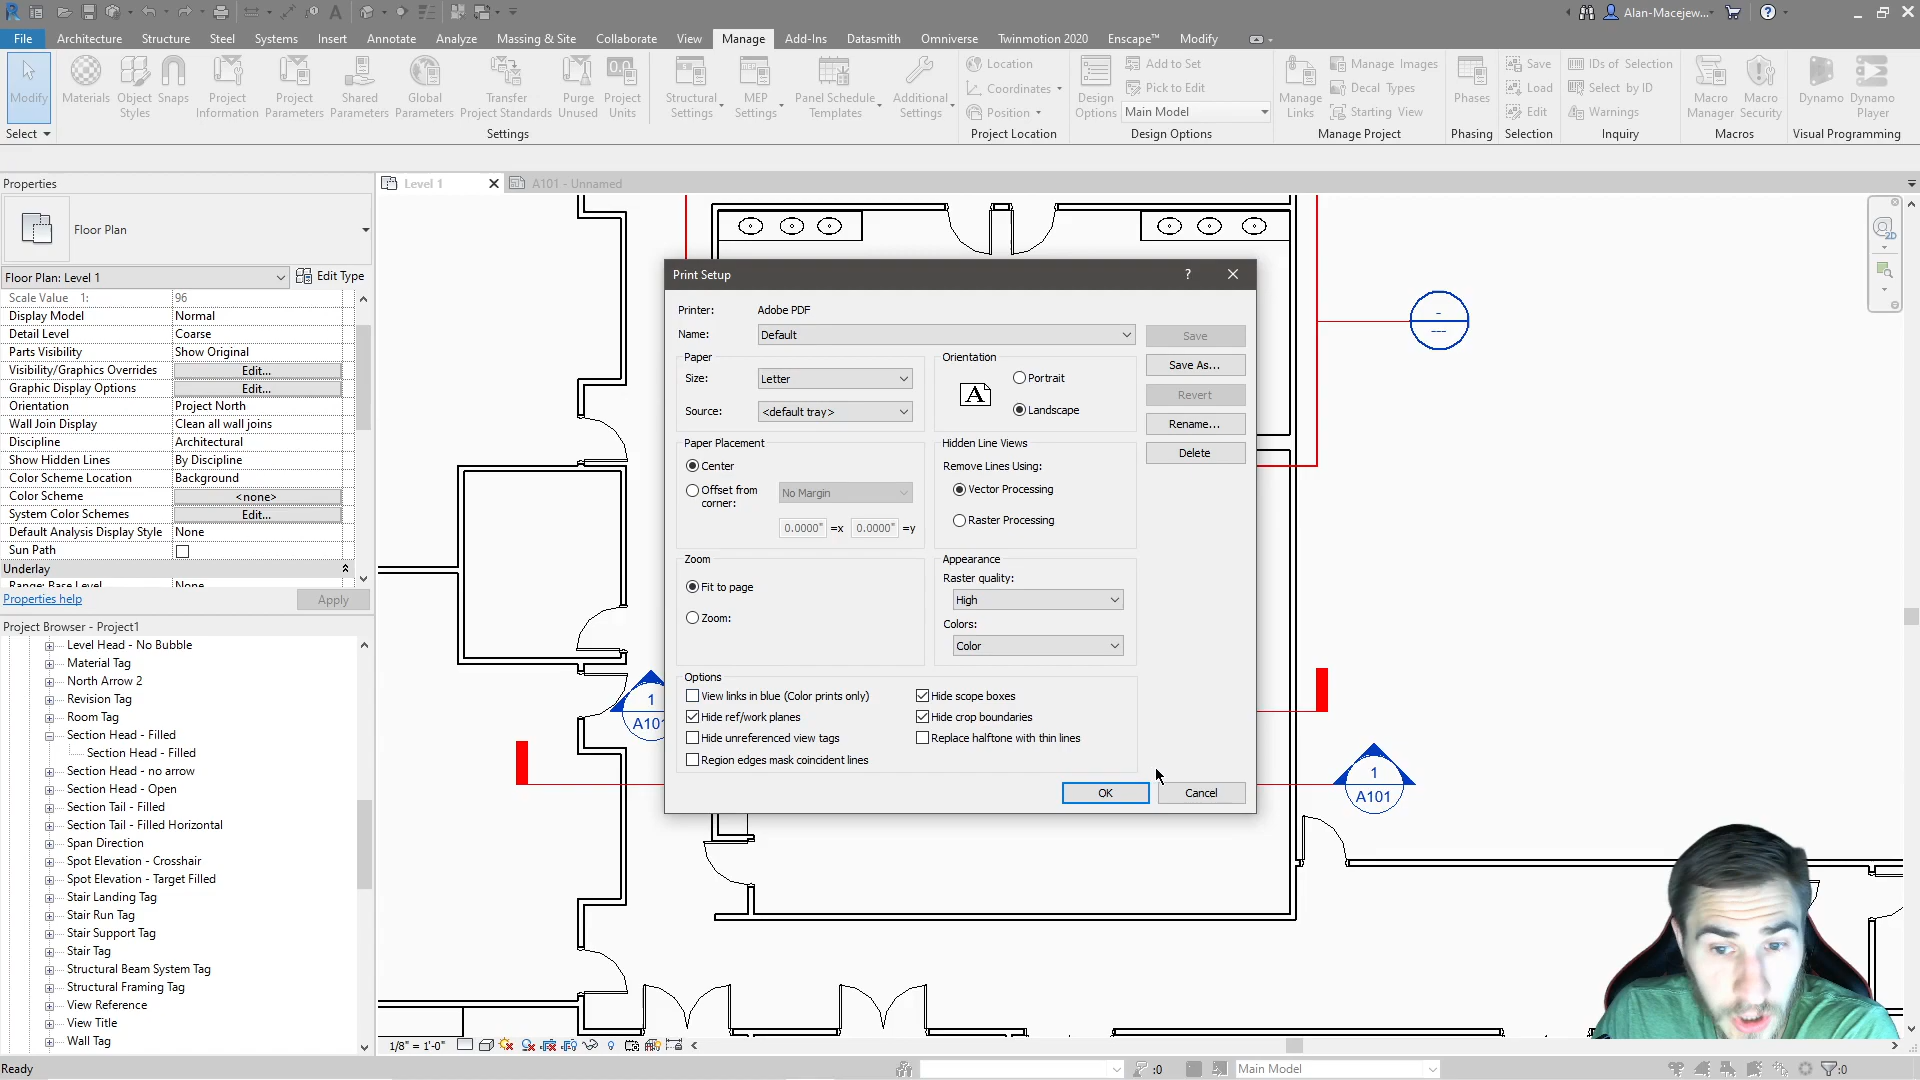 Alan-Macejew...
File Architecture Structure Steel Systems Insert Annotate Analyze Massing & Site Collaborate View Manage Add-Ins Datasmith Omniverse Twinmotion 2020 Enscape™ Modify
Modify
Materials
Object Styles
Snaps
Project Information
Project Parameters
Shared Parameters
Global Parameters
Transfer Project Standards
Purge Unused
Project Units
Structural Settings
MEP Settings
Panel Schedule Templates
Additional Settings
Location
Coordinates
Position
Design Options
Add to Set
Pick to Edit
Main Model
Manage Links
Manage Images
Decal Types
Starting View
Phases
Save
Load
Edit
IDs of Selection
Select by ID
Warnings
Macro Manager
Macro Security
Dynamo
Dynamo Player
Select Settings Project Location Design Options Manage Project Phasing Selection Inquiry Macros Visual Programming
Properties
Floor Plan
Floor Plan: Level 1 Edit Type
Scale Value 1: 96
Display Model Normal
Detail Level Coarse
Parts Visibility Show Original
Visibility/Graphics Overrides Edit...
Graphic Display Options Edit...
Orientation Project North
Wall Join Display Clean all wall joins
Discipline Architectural
Show Hidden Lines By Discipline
Color Scheme Location Background
Color Scheme <none>
System Color Schemes Edit...
Default Analysis Display Style None
Sun Path
Underlay
Range: Base Level None
Properties help Apply
Project Browser - Project1
Level Head - No Bubble
Material Tag
North Arrow 2
Revision Tag
Room Tag
Section Head - Filled
Section Head - Filled
Section Head - no arrow
Section Head - Open
Section Tail - Filled
Section Tail - Filled Horizontal
Span Direction
Spot Elevation - Crosshair
Spot Elevation - Target Filled
Stair Landing Tag
Stair Run Tag
Stair Support Tag
Stair Tag
Structural Beam System Tag
Structural Framing Tag
View Reference
View Title
Wall Tag
Level 1
A101 - Unnamed
2D
Print Setup ?
Printer: Adobe PDF
Name: Default
Save
Save As...
Revert
Rename...
Delete
Paper
Size: Letter
Source: <default tray>
Orientation
A
Portrait
Landscape
Paper Placement
Center
Offset from corner: No Margin
0.0000" =x 0.0000" =y
Hidden Line Views
Remove Lines Using:
Vector Processing
Raster Processing
Zoom
Fit to page
Zoom:
Appearance
Raster quality:
High
Colors:
Color
Options
View links in blue (Color prints only)
Hide ref/work planes
Hide unreferenced view tags
Region edges mask coincident lines
Hide scope boxes
Hide crop boundaries
Replace halftone with thin lines
OK Cancel
1
A101
1
A101
- 
---
1/8" = 1'-0"
Ready :0 Main Model :0